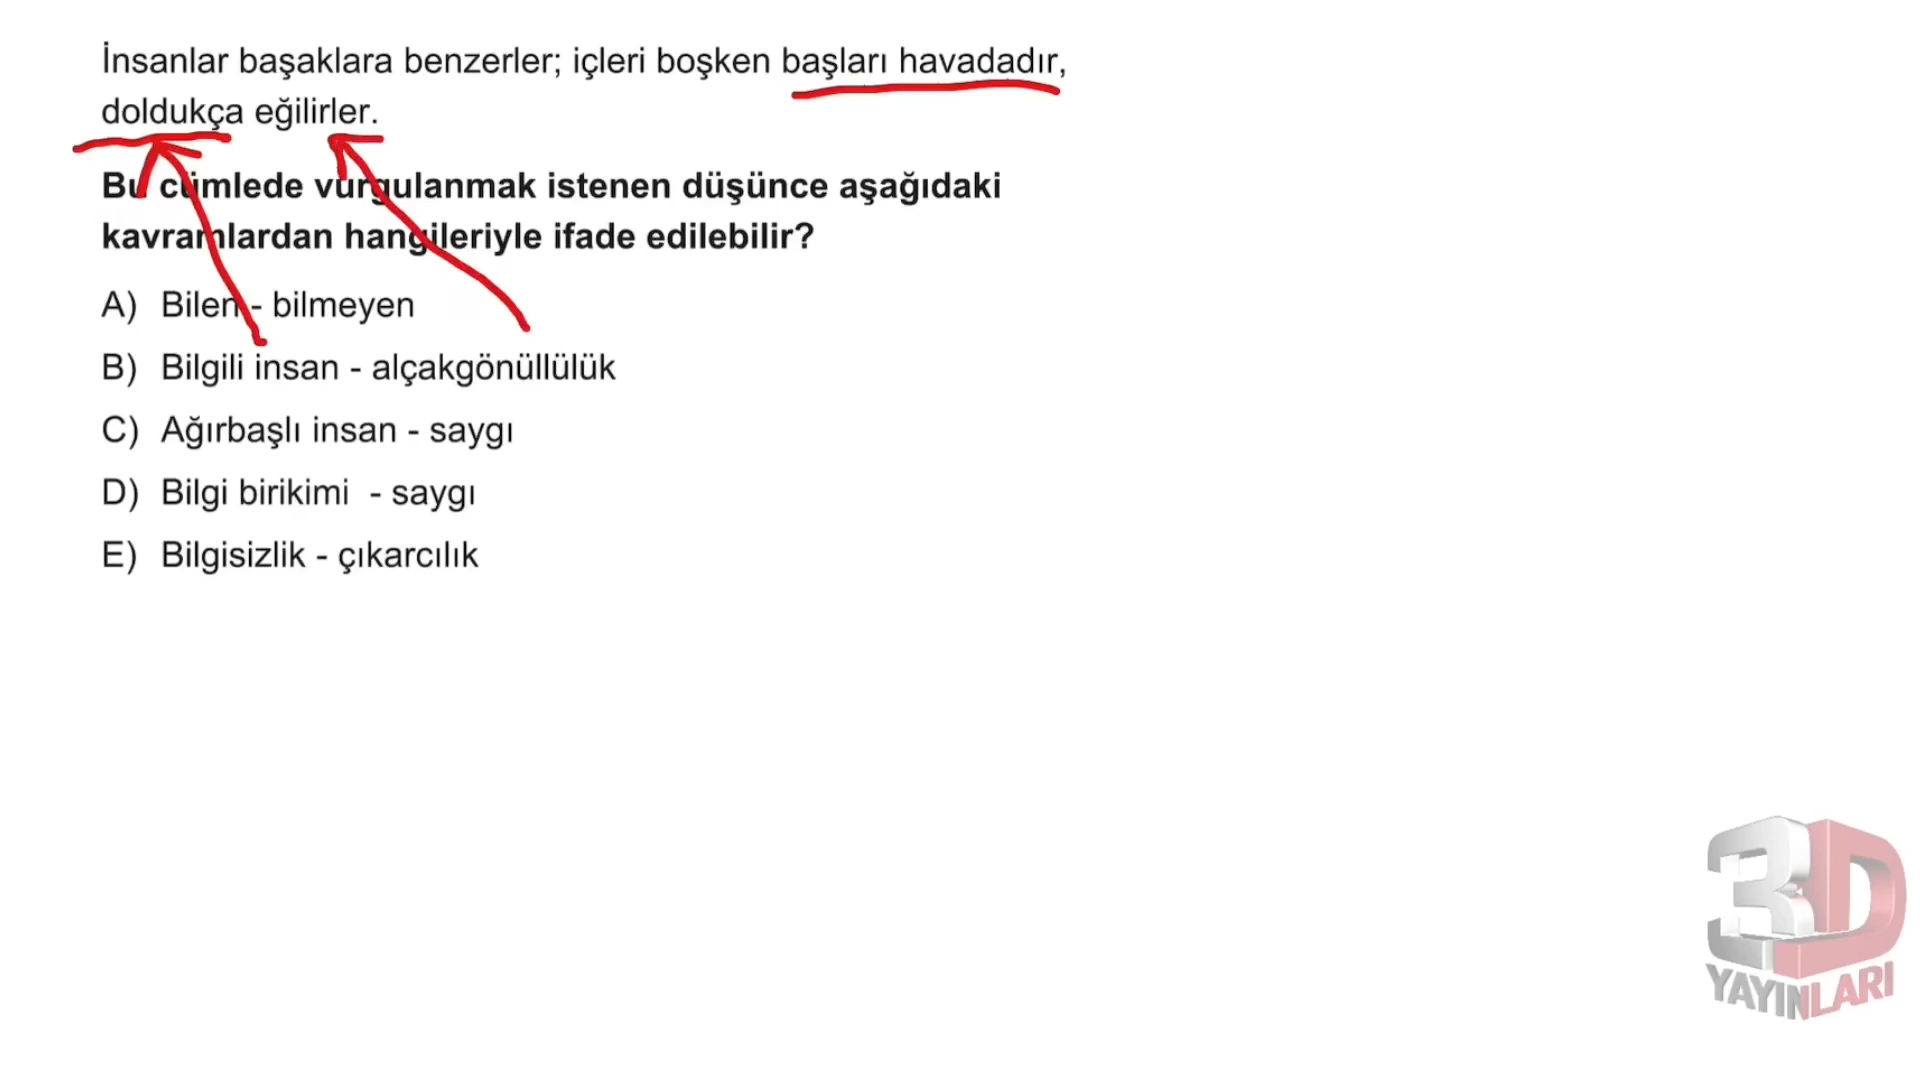 İnsanlar başaklara benzerler; içleri boşken başları havadadır,
doldukça eğilirler.
Bu cümlede vurgulanmak istenen düşünce aşağıdaki
kavramlardan hangileriyle ifade edilebilir?
A) Bilen - bilmeyen
B) Bilgili insan - alçakgönüllülük
C) Ağırbaşlı insan - saygı
D) Bilgi birikimi - saygı
E) Bilgisizlik - çıkarcılık
3D
YAYINLARI